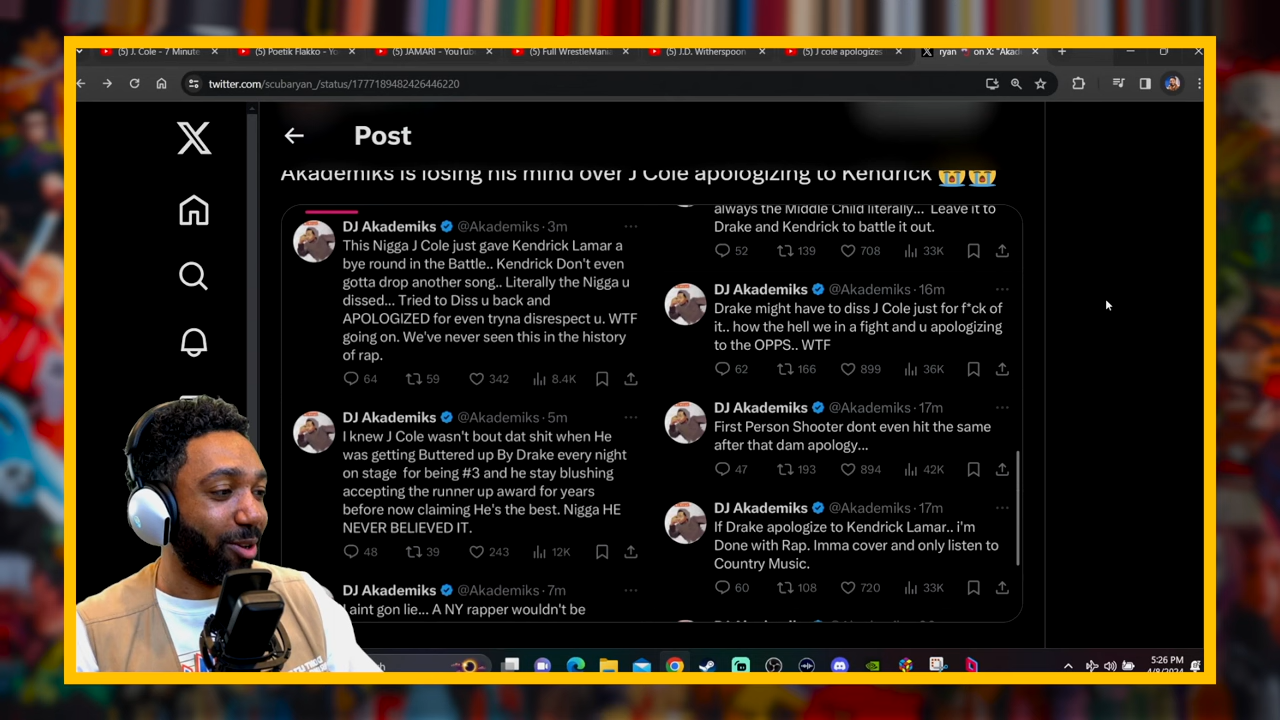 (5) J. Cole - 7 Minute
(5) Poetik Flakko - Yo
(5) JAMARI - YouTub
(5) Full WrestleMani
(5) J.D. Witherspoon
(5) J cole apologizes
ryan on X: "Akad
twitter.com/scubaryan_/status/1777189482426446220
Post
Akademiks is losing his mind over J Cole apologizing to Kendrick 😭😭
DJ Akademiks @Akademiks · 3m
This Nigga J Cole just gave Kendrick Lamar a
bye round in the Battle.. Kendrick Don't even
gotta drop another song.. Literally the Nigga u
dissed... Tried to Diss u back and
APOLOGIZED for even tryna disrespect u. WTF
going on. We've never seen this in the history
of rap.
64 59 342 8.4K
DJ Akademiks @Akademiks · 5m
I knew J Cole wasn't bout dat shit when He
was getting Buttered up By Drake every night
on stage for being #3 and he stay blushing
accepting the runner up award for years
before now claiming He's the best. Nigga HE
NEVER BELIEVED IT.
48 39 243 12K
DJ Akademiks @Akademiks · 7m
I aint gon lie... A NY rapper wouldn't be
always the Middle Child literally... Leave it to
Drake and Kendrick to battle it out.
52 139 708 33K
DJ Akademiks @Akademiks · 16m
Drake might have to diss J Cole just for f*ck of
it.. how the hell we in a fight and u apologizing
to the OPPS.. WTF
62 166 899 36K
DJ Akademiks @Akademiks · 17m
First Person Shooter dont even hit the same
after that dam apology...
47 193 894 42K
DJ Akademiks @Akademiks · 17m
If Drake apologize to Kendrick Lamar.. i'm
Done with Rap. Imma cover and only listen to
Country Music.
60 108 720 33K
5:26 PM
4/8/2024